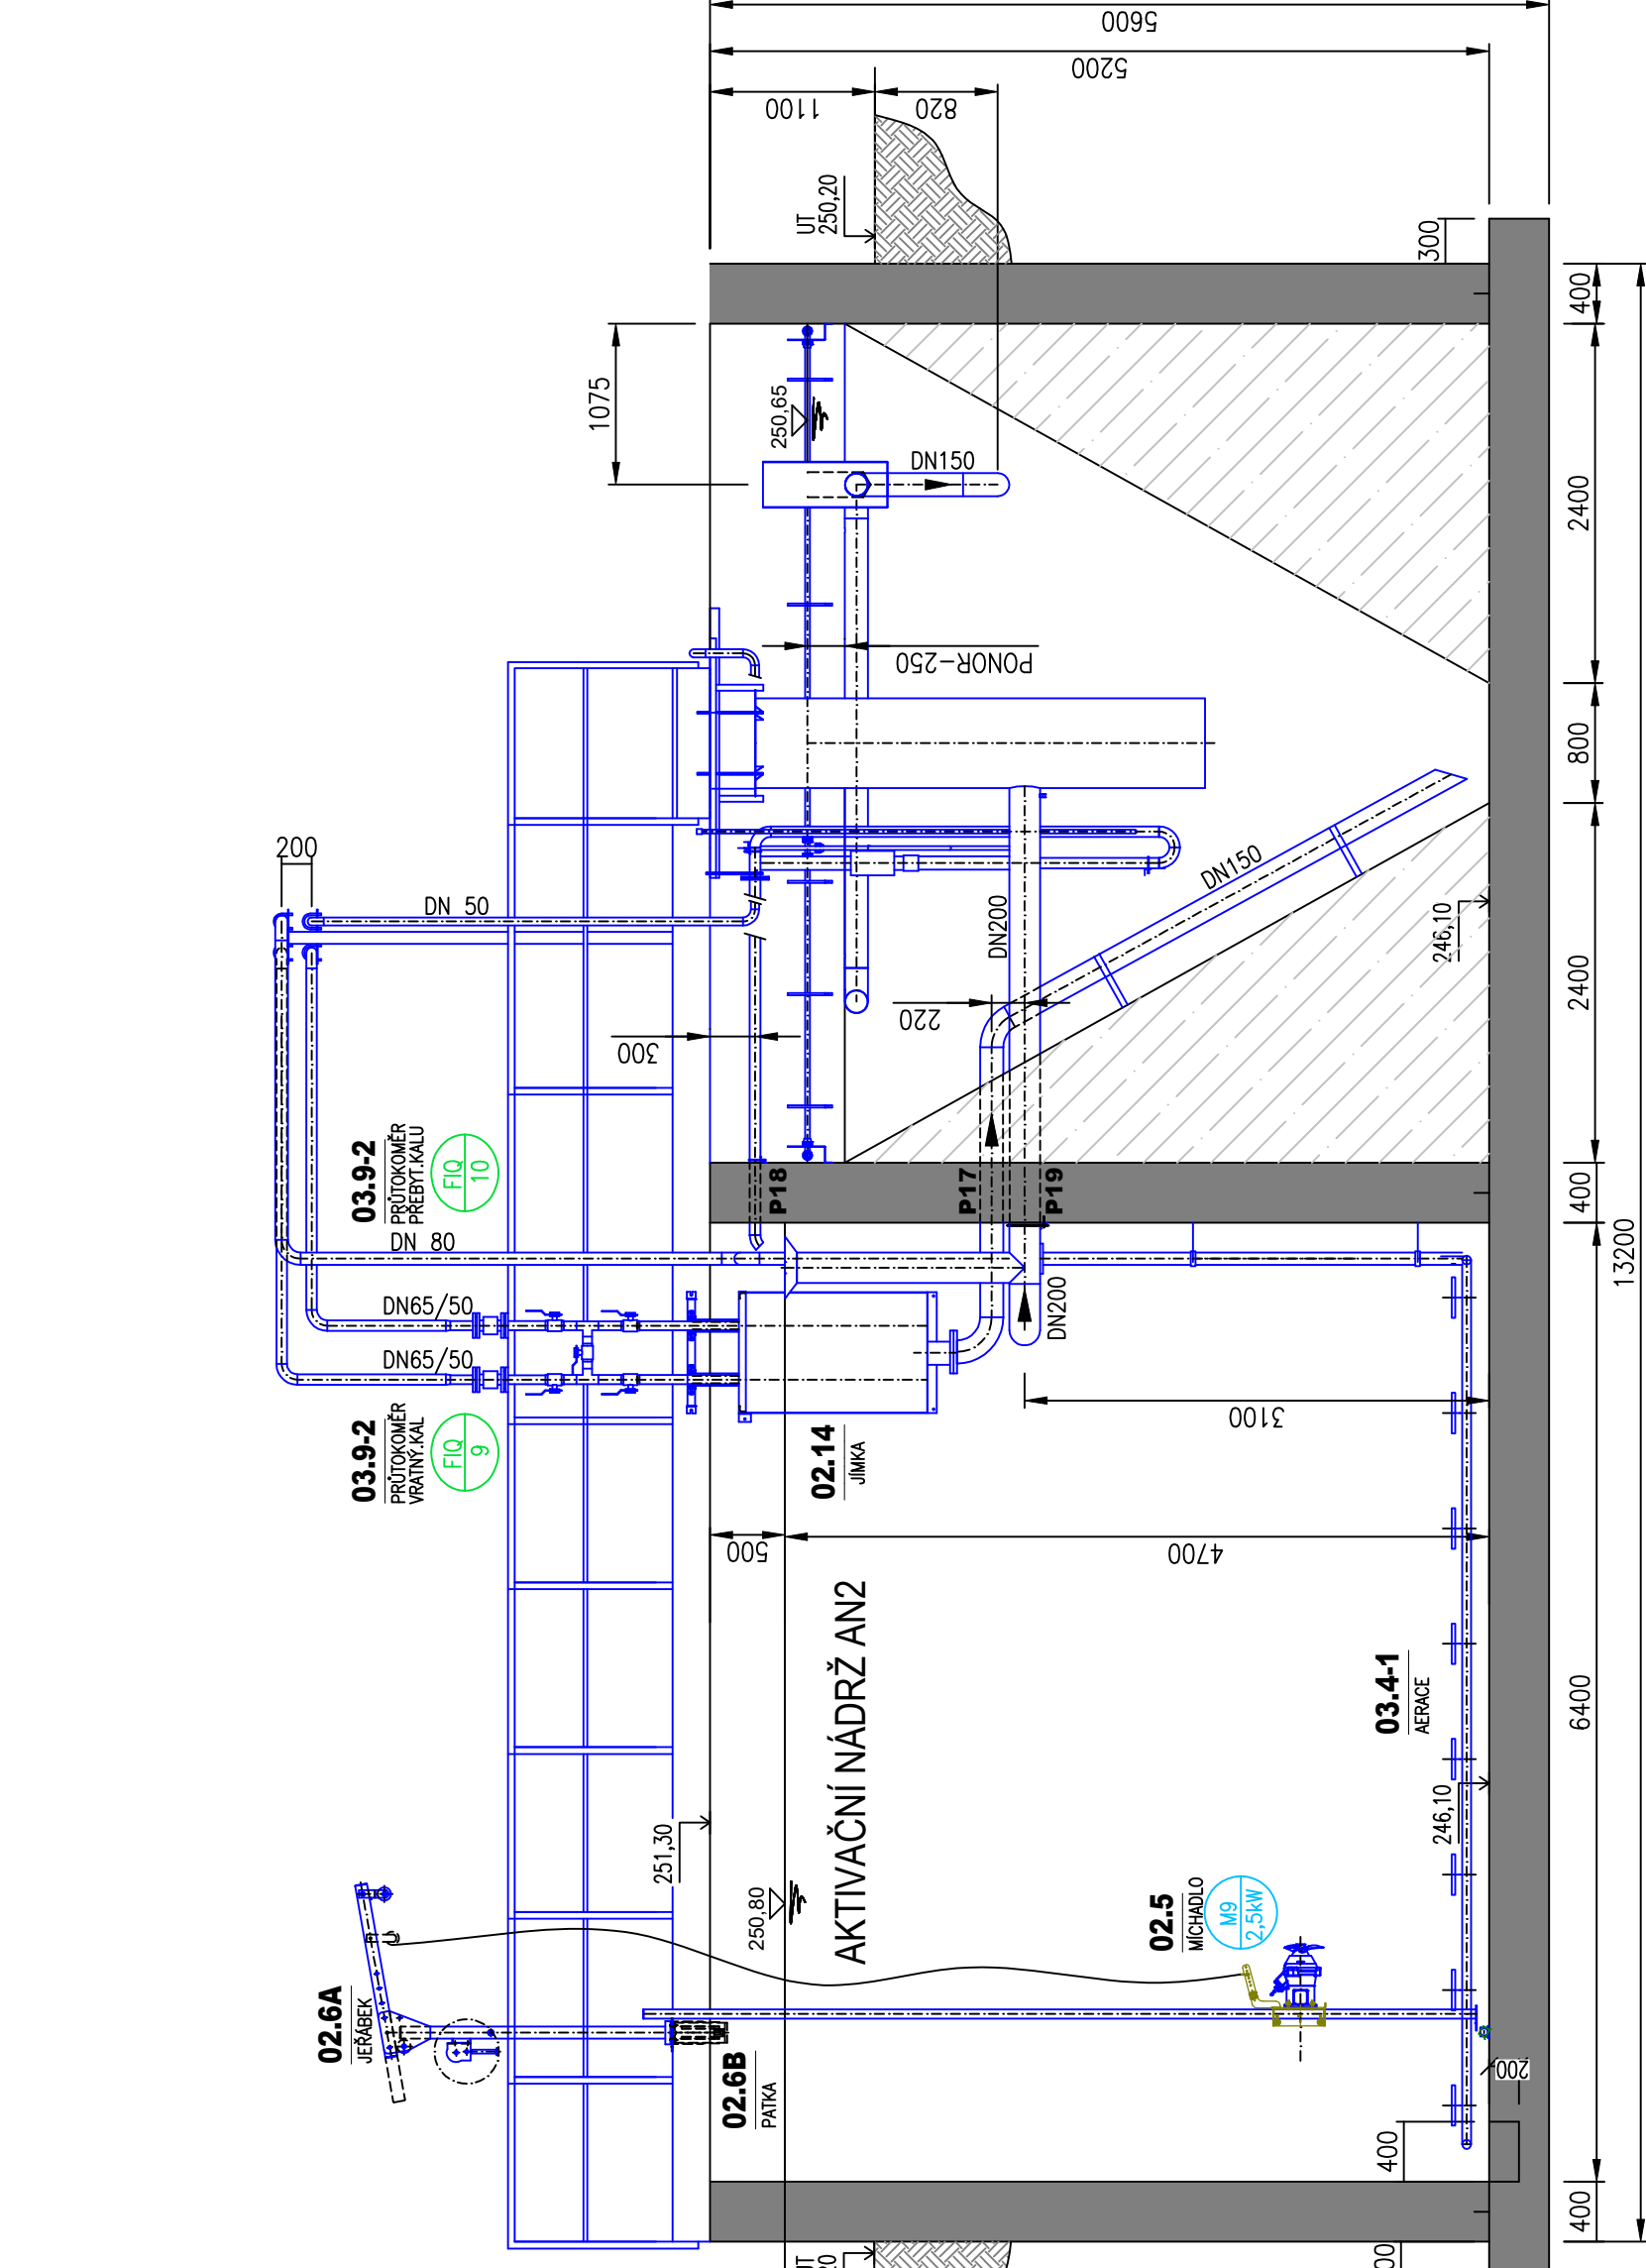 5600
5200
1100
820
UT
250,20
300
400
1075
250,65
DN150
2400
PONOR-250
800
200
DN 50
DN200
DN150
246,10
220
300
2400
03.9-2
PRŮTOKOMĚR
PŘEBYT.KALU
FIQ
10
P18
P17
P19
400
DN 80
13200
DN65/50
DN200
DN65/50
3100
03.9-2
PRŮTOKOMĚR
VRATNÝ.KAL
FIQ
9
02.14
JÍMKA
500
4700
AKTIVAČNÍ NÁDRŽ AN2
03.4-1
AERACE
6400
251,30
246,10
250,80
02.5
MÍCHADLO
M9
2,5kW
02.6A
JEŘÁBEK
02.6B
PATKA
200
400
400
UT